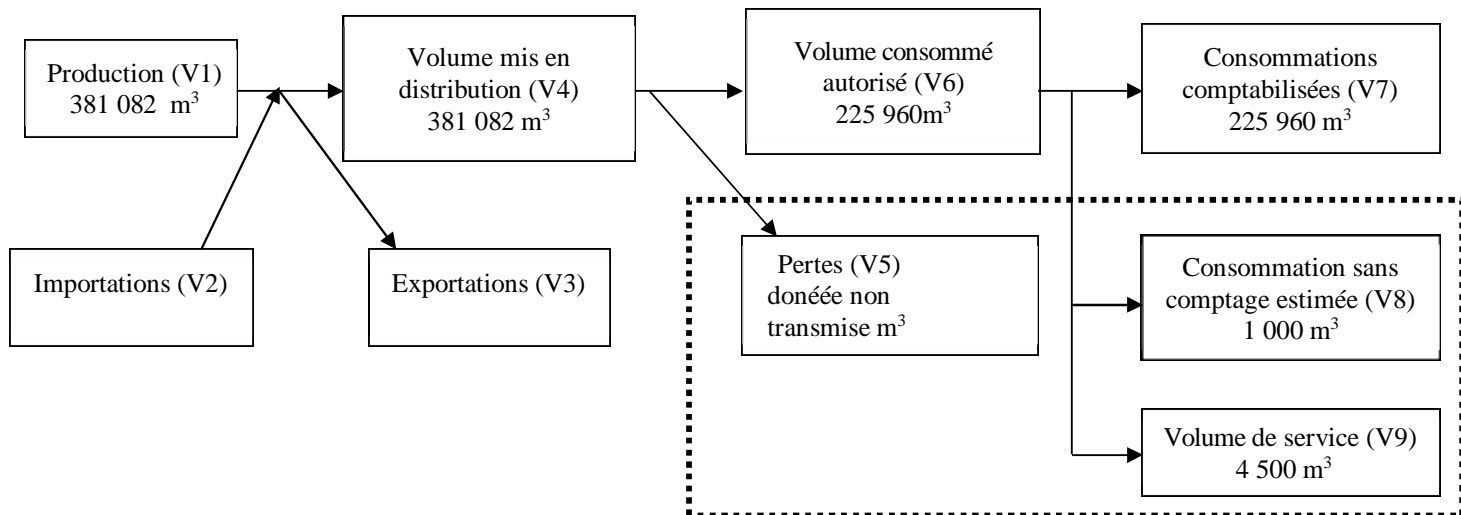 Production (V1)
381 082 m³
Volume mis en
distribution (V4)
381 082 m³
Volume consommé
autorisé (V6)
225 960m³
Consommations
comptabilisées (V7)
225 960 m³
Importations (V2)
Exportations (V3)
Pertes (V5)
donéée non
transmise m³
Consommation sans
comptage estimée (V8)
1 000 m³
Volume de service (V9)
4 500 m³